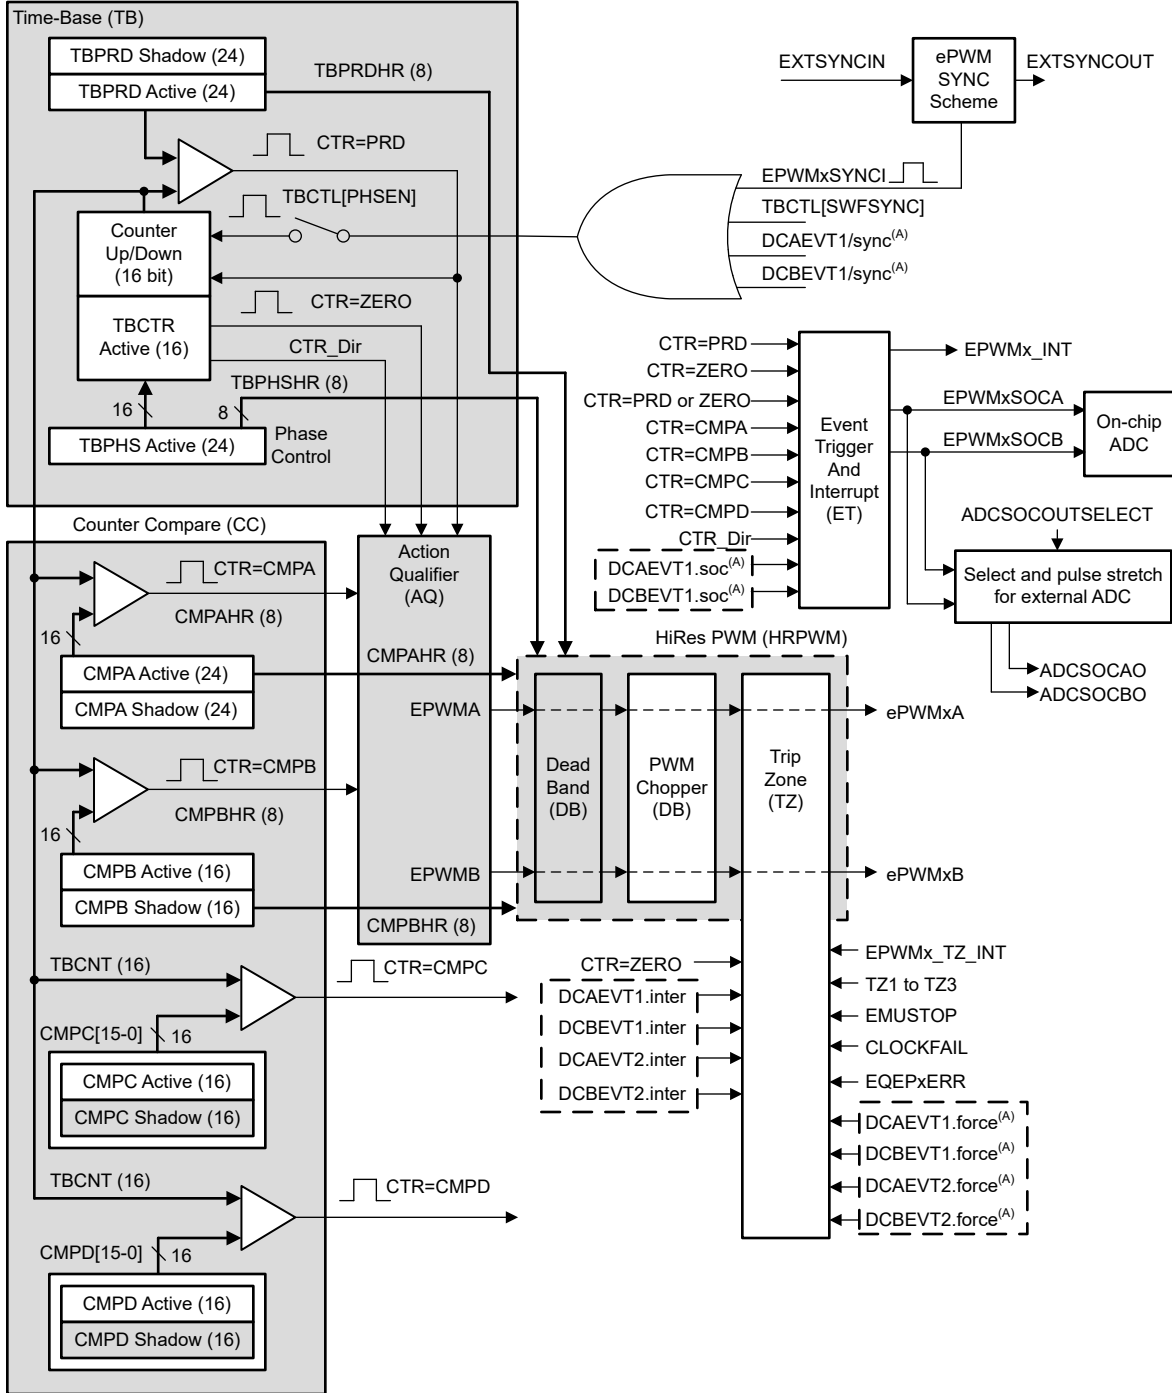 Time-Base (TB)
TBPRD Shadow (24)
TBPRD Active (24)
TBPRDHR (8)
CTR=PRD
TBCTL[PHSEN]
Counter
Up/Down
(16 bit)
CTR=ZERO
TBCTR
Active (16)
CTR_Dir
TBPHSHR (8)
16
8
TBPHS Active (24)
Phase
Control
EXTSYNCIN
ePWM
SYNC
Scheme
EXTSYNCOUT
EPWMxSYNCI
TBCTL[SWFSYNC]
DCAEVT1/sync(A)
DCBEVT1/sync(A)
CTR=PRD
CTR=ZERO
CTR=PRD or ZERO
CTR=CMPA
CTR=CMPB
CTR=CMPC
CTR=CMPD
CTR_Dir
DCAEVT1.soc(A)
DCBEVT1.soc(A)
Event
Trigger
And
Interrupt
(ET)
EPWMx_INT
EPWMxSOCA
EPWMxSOCB
On-chip
ADC
ADCSOCOUTSELECT
Select and pulse stretch
for external ADC
ADCSOCAO
ADCSOCBO
Counter Compare (CC)
CTR=CMPA
CMPAHR (8)
16
CMPA Active (24)
CMPA Shadow (24)
CTR=CMPB
CMPBHR (8)
16
CMPB Active (16)
CMPB Shadow (16)
TBCNT (16)
CTR=CMPC
CMPC[15-0]
16
CMPC Active (16)
CMPC Shadow (16)
TBCNT (16)
CTR=CMPD
CMPD[15-0]
16
CMPD Active (16)
CMPD Shadow (16)
Action
Qualifier
(AQ)
CMPAHR (8)
EPWMA
EPWMB
CMPBHR (8)
HiRes PWM (HRPWM)
Dead
Band
(DB)
PWM
Chopper
(DB)
Trip
Zone
(TZ)
ePWMxA
ePWMxB
CTR=ZERO
DCAEVT1.inter
DCBEVT1.inter
DCAEVT2.inter
DCBEVT2.inter
EPWMx_TZ_INT
TZ1 to TZ3
EMUSTOP
CLOCKFAIL
EQEPxERR
DCAEVT1.force(A)
DCBEVT1.force(A)
DCAEVT2.force(A)
DCBEVT2.force(A)